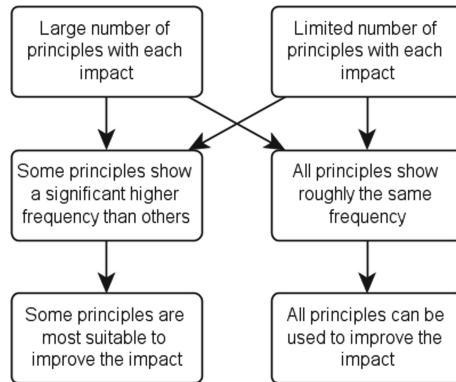 Large number of
principles with each
impact
Limited number of
principles with each
impact
Some principles show
a significant higher
frequency than others
All principles show
roughly the same
frequency
Some principles are
most suitable to
improve the impact
All principles can be
used to improve the
impact